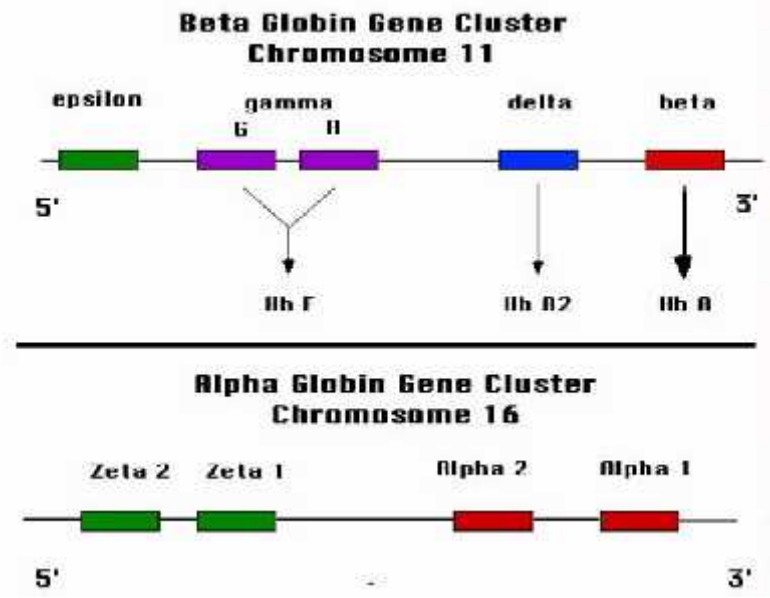 Beta Globin Gene Cluster
Chromosome 11
epsilon gamma delta beta
G A
5' 3'
Hb F Hb A2 Hb A
Alpha Globin Gene Cluster
Chromosome 16
Zeta 2 Zeta 1 Alpha 2 Alpha 1
5' 3'